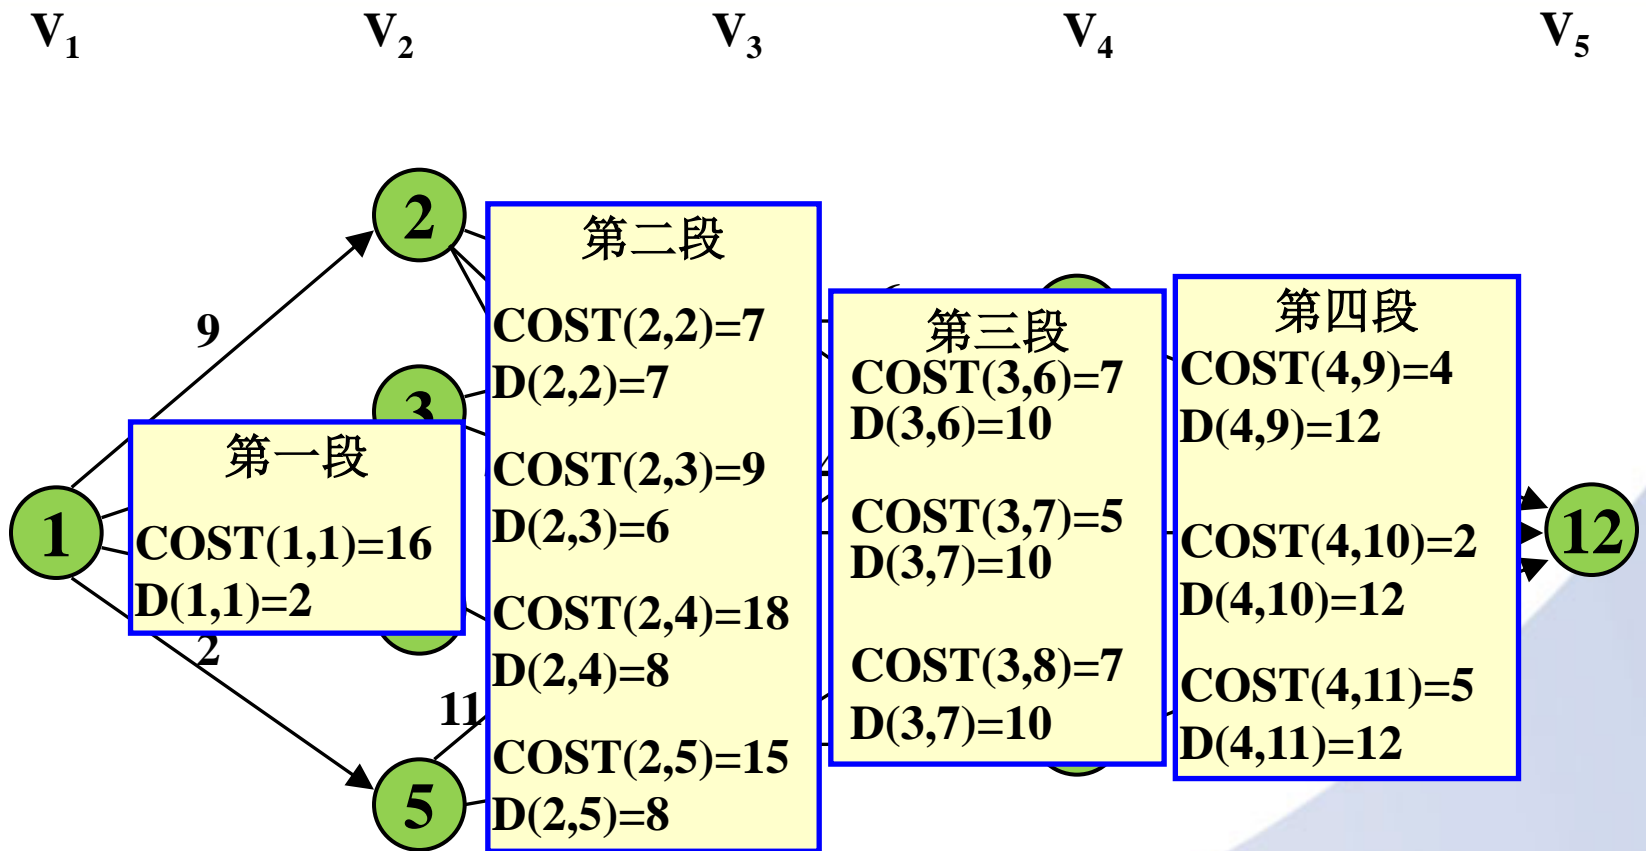 V1 V2 V3 V4 V5
2
第二段
COST(2,2)=7
D(2,2)=7
COST(2,3)=9
D(2,3)=6
COST(2,4)=18
D(2,4)=8
COST(2,5)=15
D(2,5)=8
第三段
COST(3,6)=7
D(3,6)=10
COST(3,7)=5
D(3,7)=10
COST(3,8)=7
D(3,7)=10
第四段
COST(4,9)=4
D(4,9)=12
COST(4,10)=2
D(4,10)=12
COST(4,11)=5
D(4,11)=12
9
3
第一段
COST(1,1)=16
D(1,1)=2
1
12
2
11
5